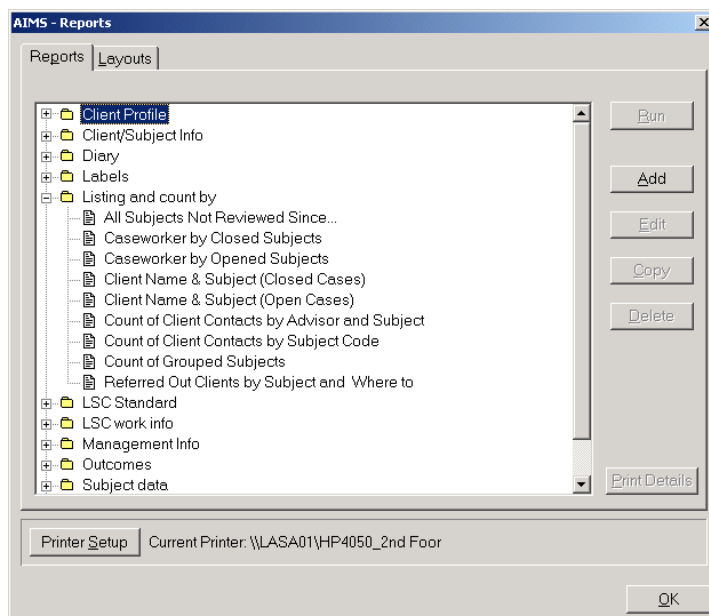 AIMS - Reports
Reports Layouts
Client Profile
Client/Subject Info
Diary
Labels
Listing and count by
All Subjects Not Reviewed Since...
Caseworker by Closed Subjects
Caseworker by Opened Subjects
Client Name & Subject (Closed Cases)
Client Name & Subject (Open Cases)
Count of Client Contacts by Advisor and Subject
Count of Client Contacts by Subject Code
Count of Grouped Subjects
Referred Out Clients by Subject and Where to
LSC Standard
LSC work info
Management Info
Outcomes
Subject data
Run
Add
Edit
Copy
Delete
Print Details
Printer Setup Current Printer: \\LASA01\HP4050_2nd Foor
OK